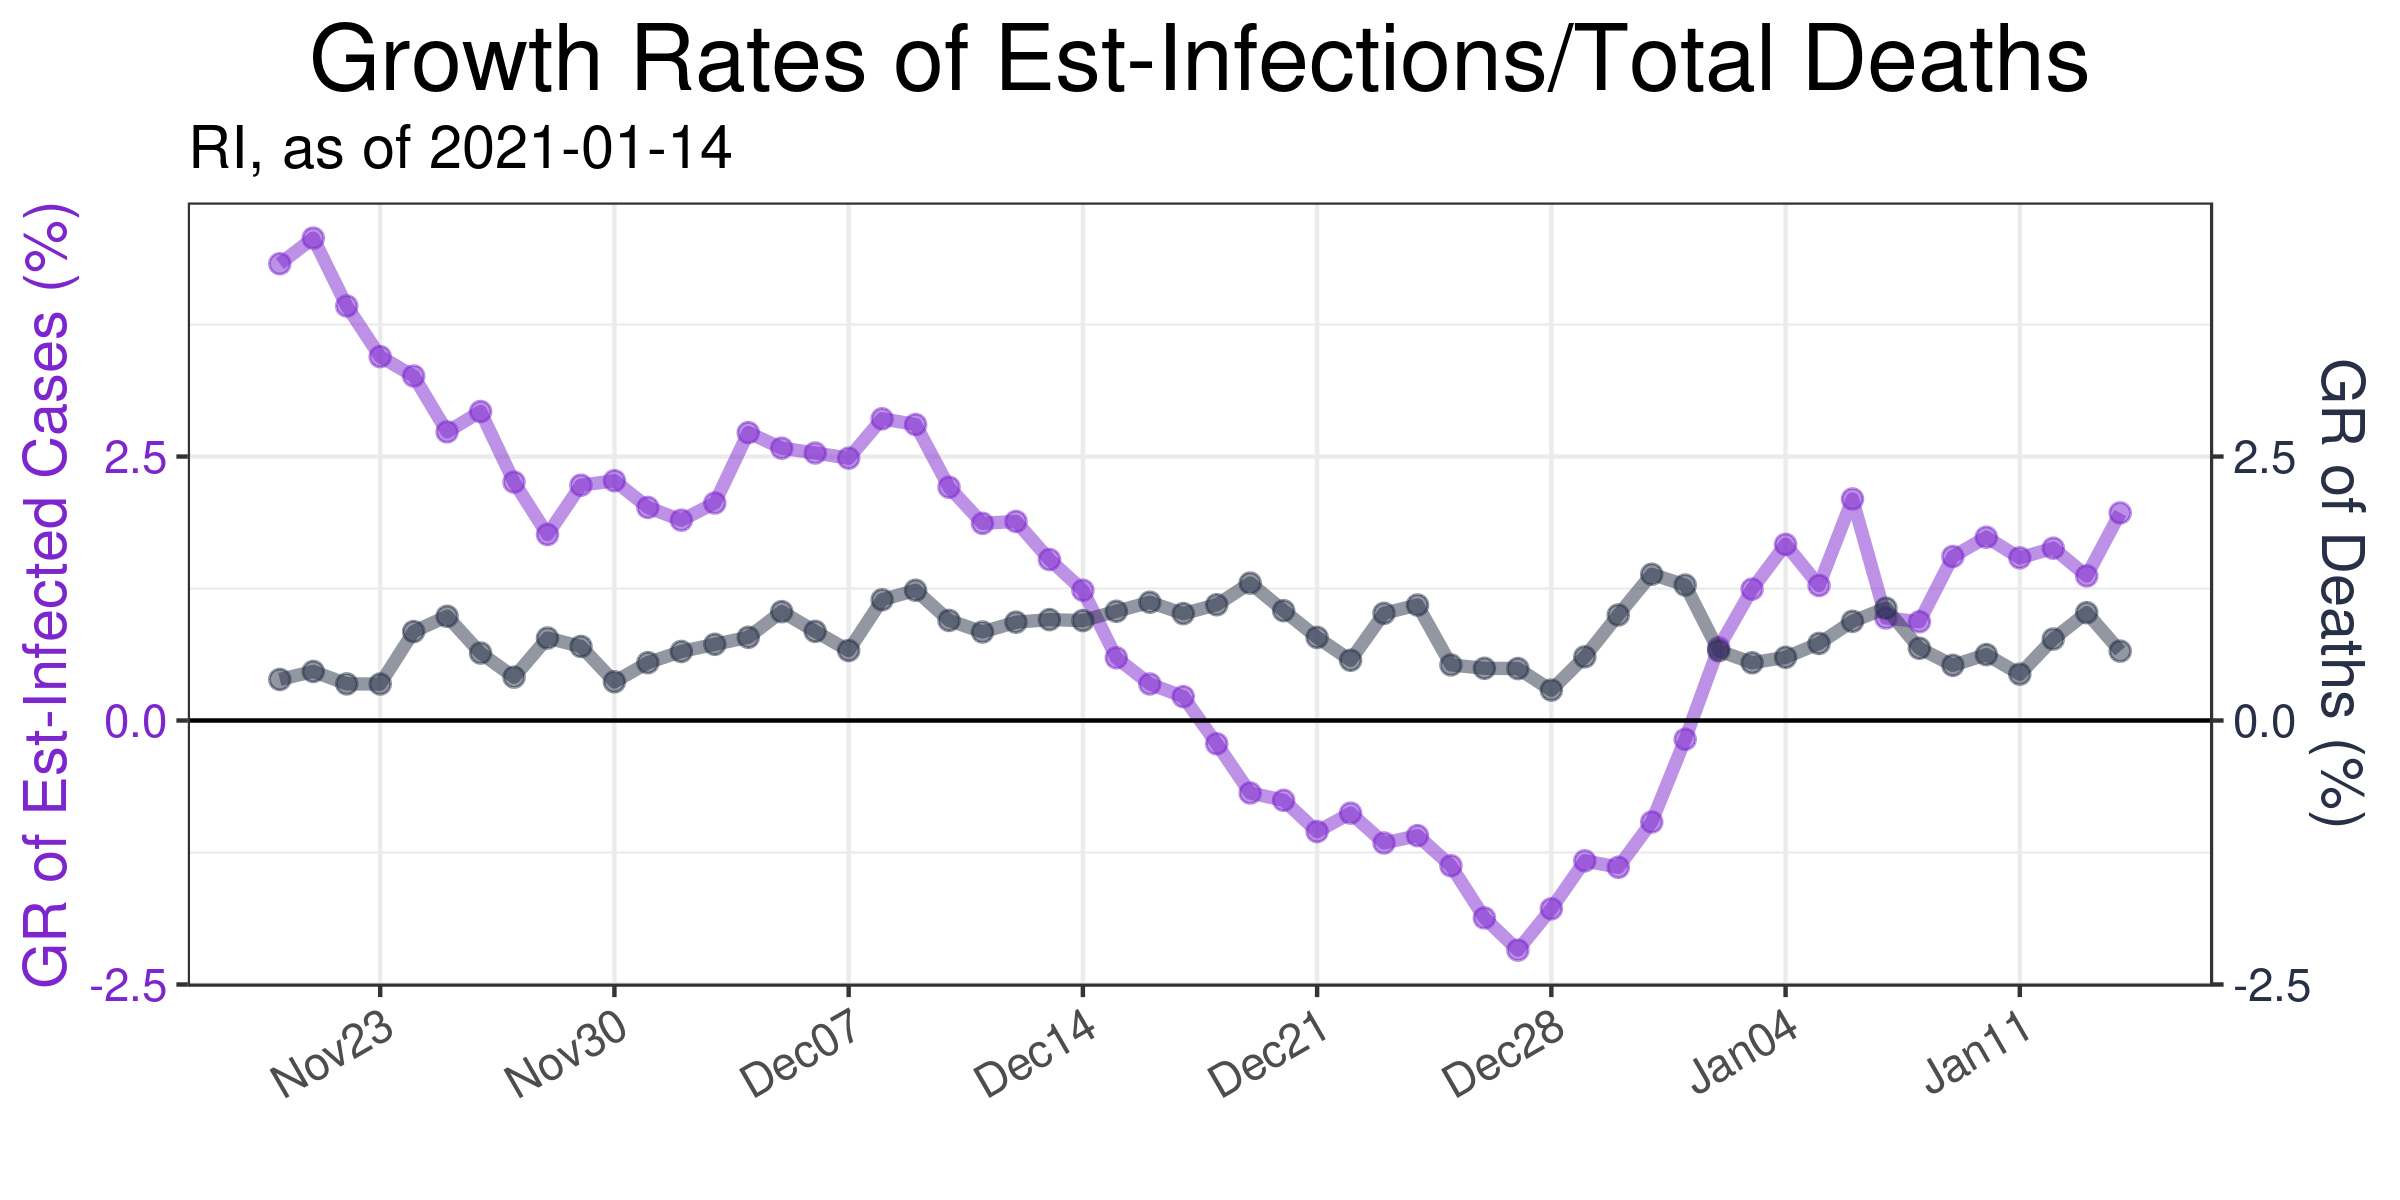 Growth Rates of Est-Infections/Total Deaths
RI, as of 2021-01-14
GR of Est-Infected Cases (%)
2.5
0.0
-2.5
2.5
0.0
-2.5
GR of Deaths (%)
Nov23
Nov30
Dec07
Dec14
Dec21
Dec28
Jan04
Jan11